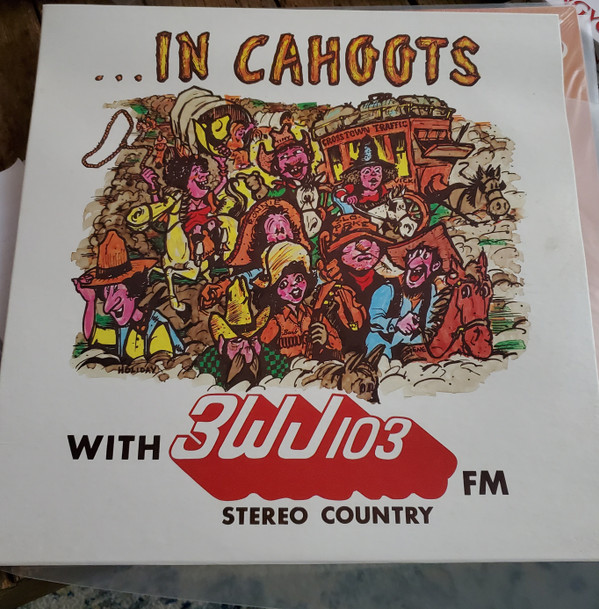 ...IN CAHOOTS
CROSSTOWN TRAFFIC
HOLIDAY
WITH 3WJ103 FM
STEREO COUNTRY